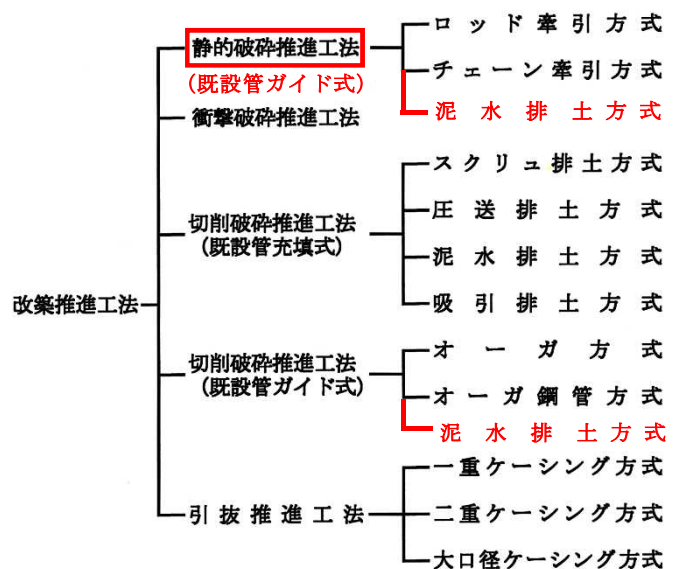 改築推進工法
静的破砕推進工法
(既設管ガイド式)
ロッド牽引方式
チェーン牽引方式
泥水排土方式
衝撃破砕推進工法
切削破砕推進工法
(既設管充填式)
スクリュ排土方式
圧送排土方式
泥水排土方式
吸引排土方式
切削破砕推進工法
(既設管ガイド式)
オーガ方式
オーガ鋼管方式
泥水排土方式
引抜推進工法
一重ケーシング方式
二重ケーシング方式
大口径ケーシング方式